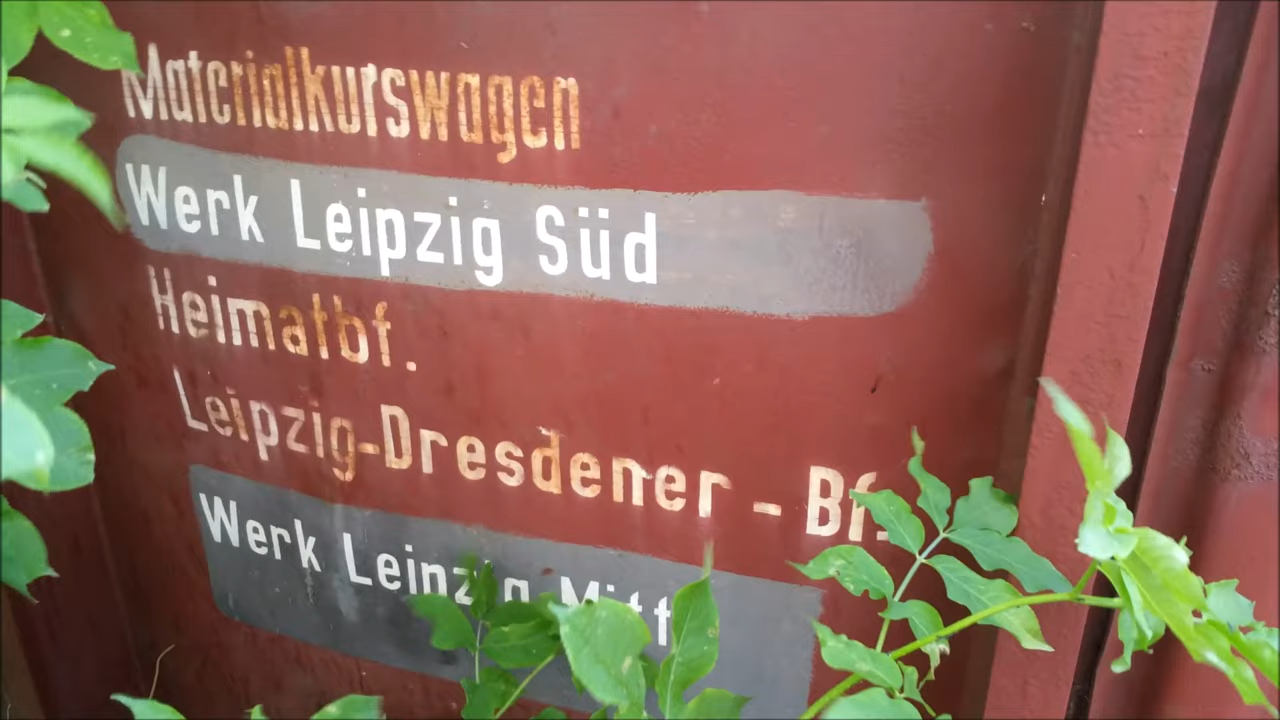 Materialkurswagen
Werk Leipzig Süd
Heimatbf.
Leipzig-Dresdener - Bf.
Werk Leipzig Mitt